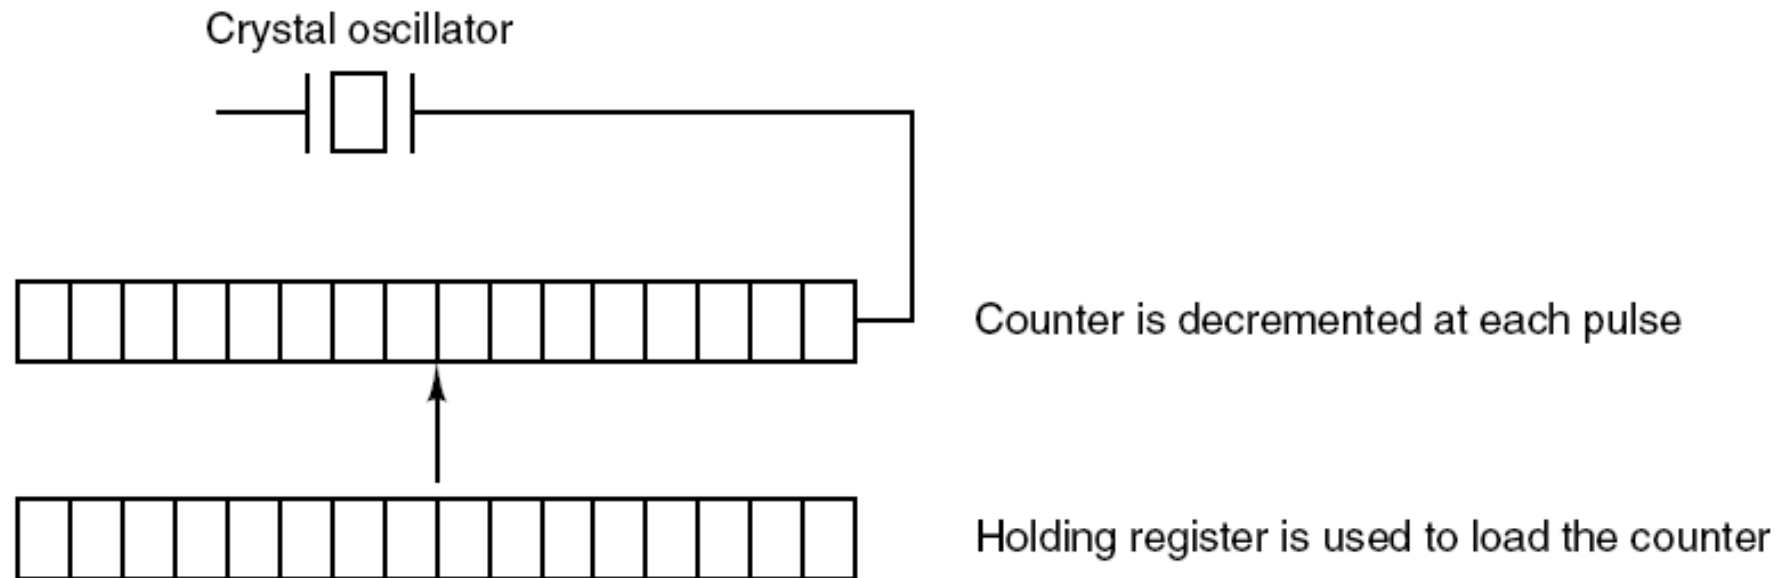 Crystal oscillator
Counter is decremented at each pulse
Holding register is used to load the counter